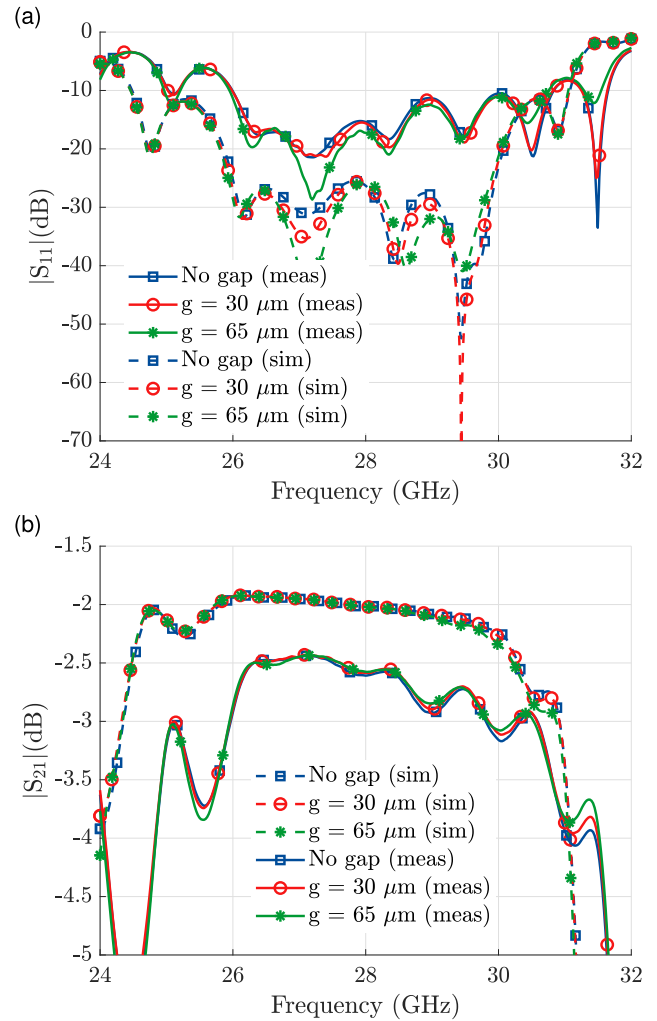 (a)
|S11|(dB)
0
-10
-20
-30
-40
-50
-60
-70
No gap (meas)
g = 30 μm (meas)
g = 65 μm (meas)
No gap (sim)
g = 30 μm (sim)
g = 65 μm (sim)
24 26 28 30 32
Frequency (GHz)
(b)
|S21|(dB)
-1.5
-2
-2.5
-3
-3.5
-4
-4.5
-5
No gap (sim)
g = 30 μm (sim)
g = 65 μm (sim)
No gap (meas)
g = 30 μm (meas)
g = 65 μm (meas)
24 26 28 30 32
Frequency (GHz)